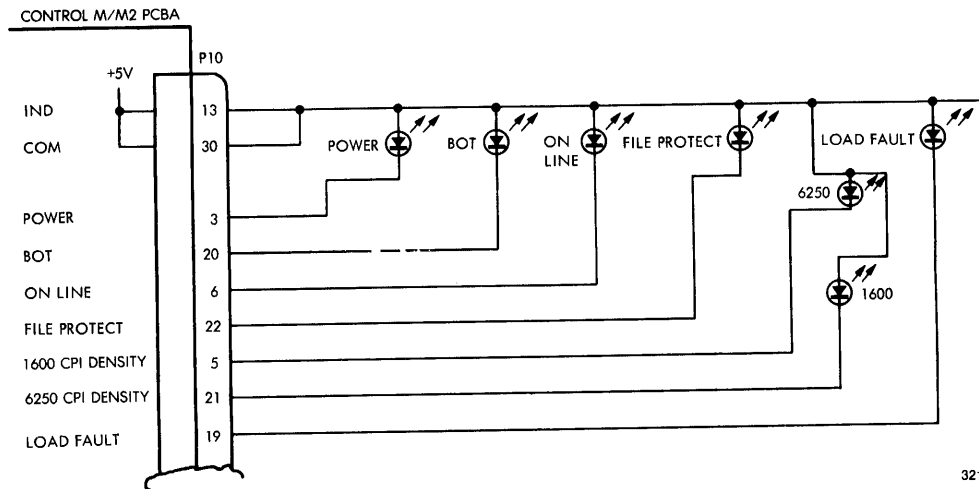 CONTROL M/M2 PCBA
P10
+5V
IND 13
COM 30
POWER
BOT
ON
LINE
FILE PROTECT
LOAD FAULT
6250
POWER 3
BOT 20
ON LINE 6
1600
FILE PROTECT 22
1600 CPI DENSITY 5
6250 CPI DENSITY 21
LOAD FAULT 19
321